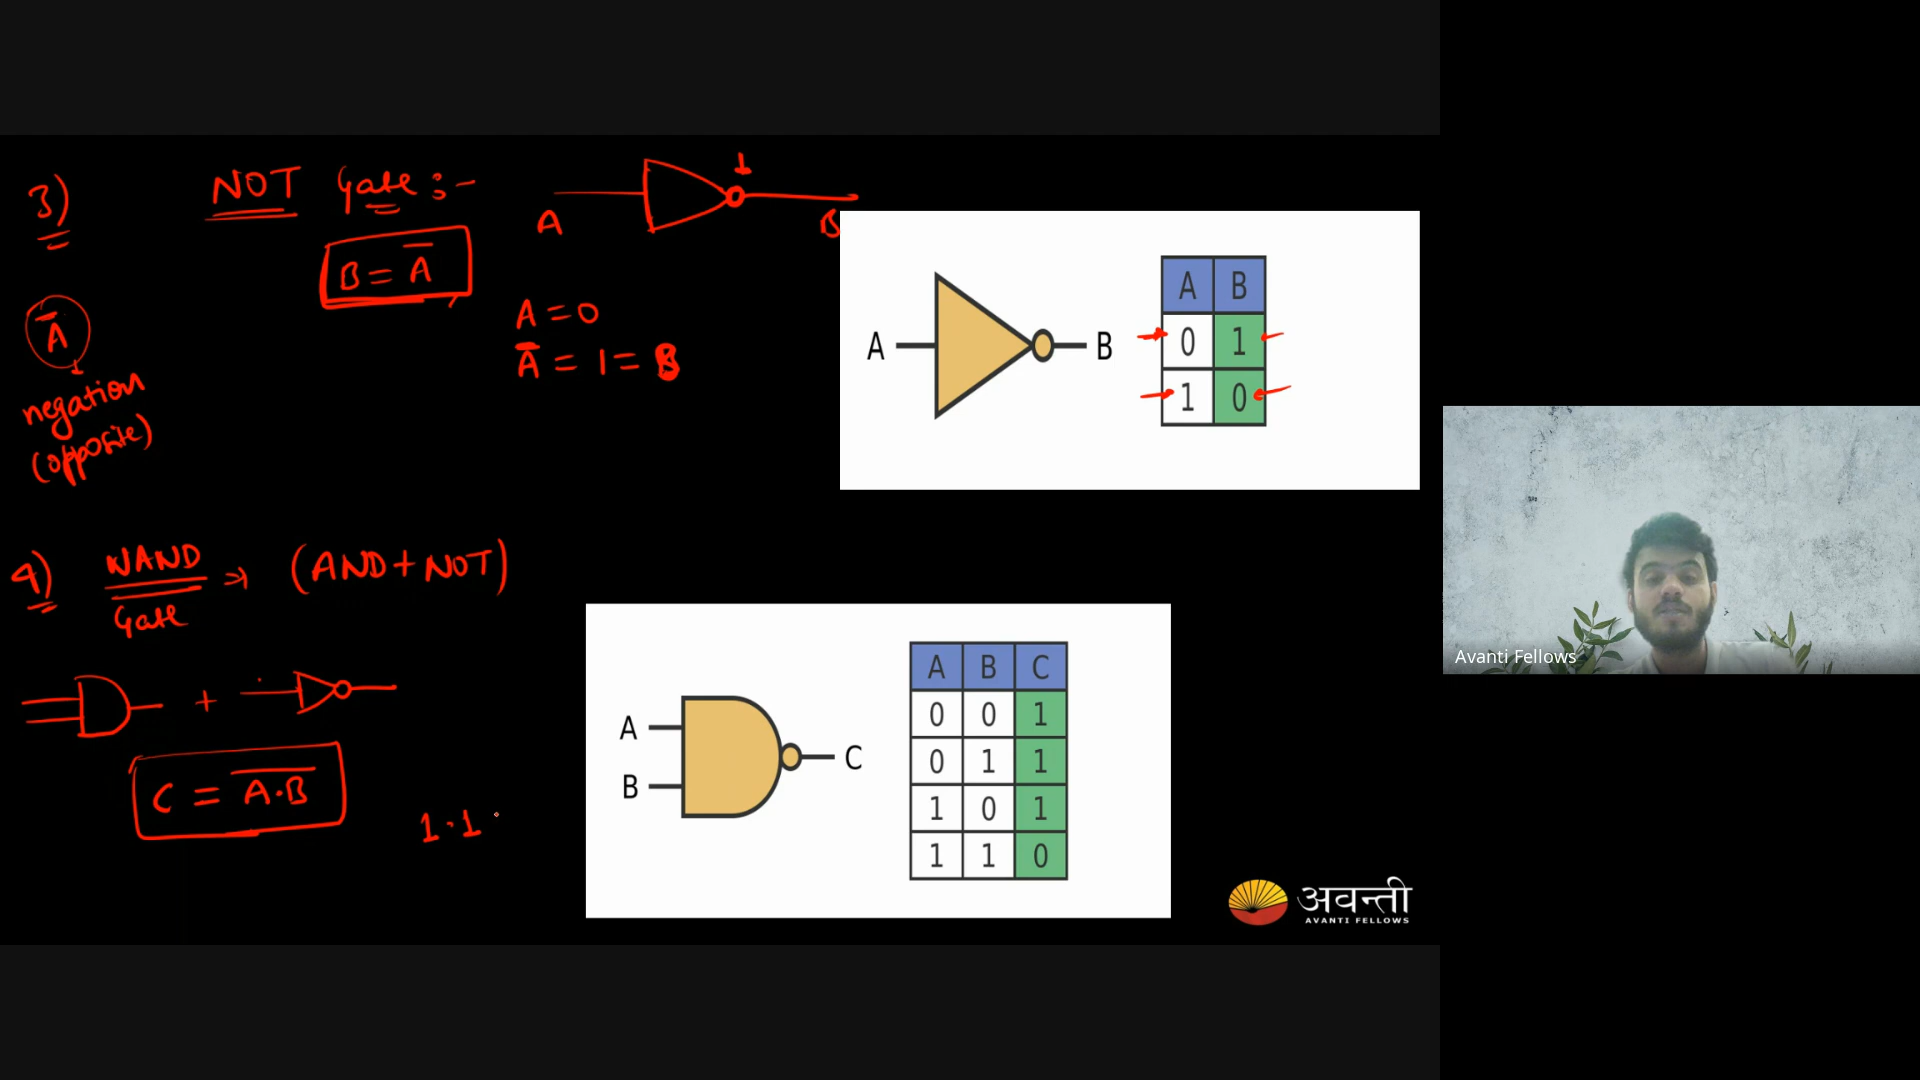 3) NOT Gate :-
A B
B = A̅
A̅
negation
(opposite)
A = 0
A̅ = 1 = B
A B
A B
0 1
1 0
4) NAND → (AND + NOT)
Gate
+
C = \overline{A·B}
1·1
A
B
C
A B C
0 0 1
0 1 1
1 0 1
1 1 0
Avanti Fellows
अवन्ती
AVANTI FELLOWS